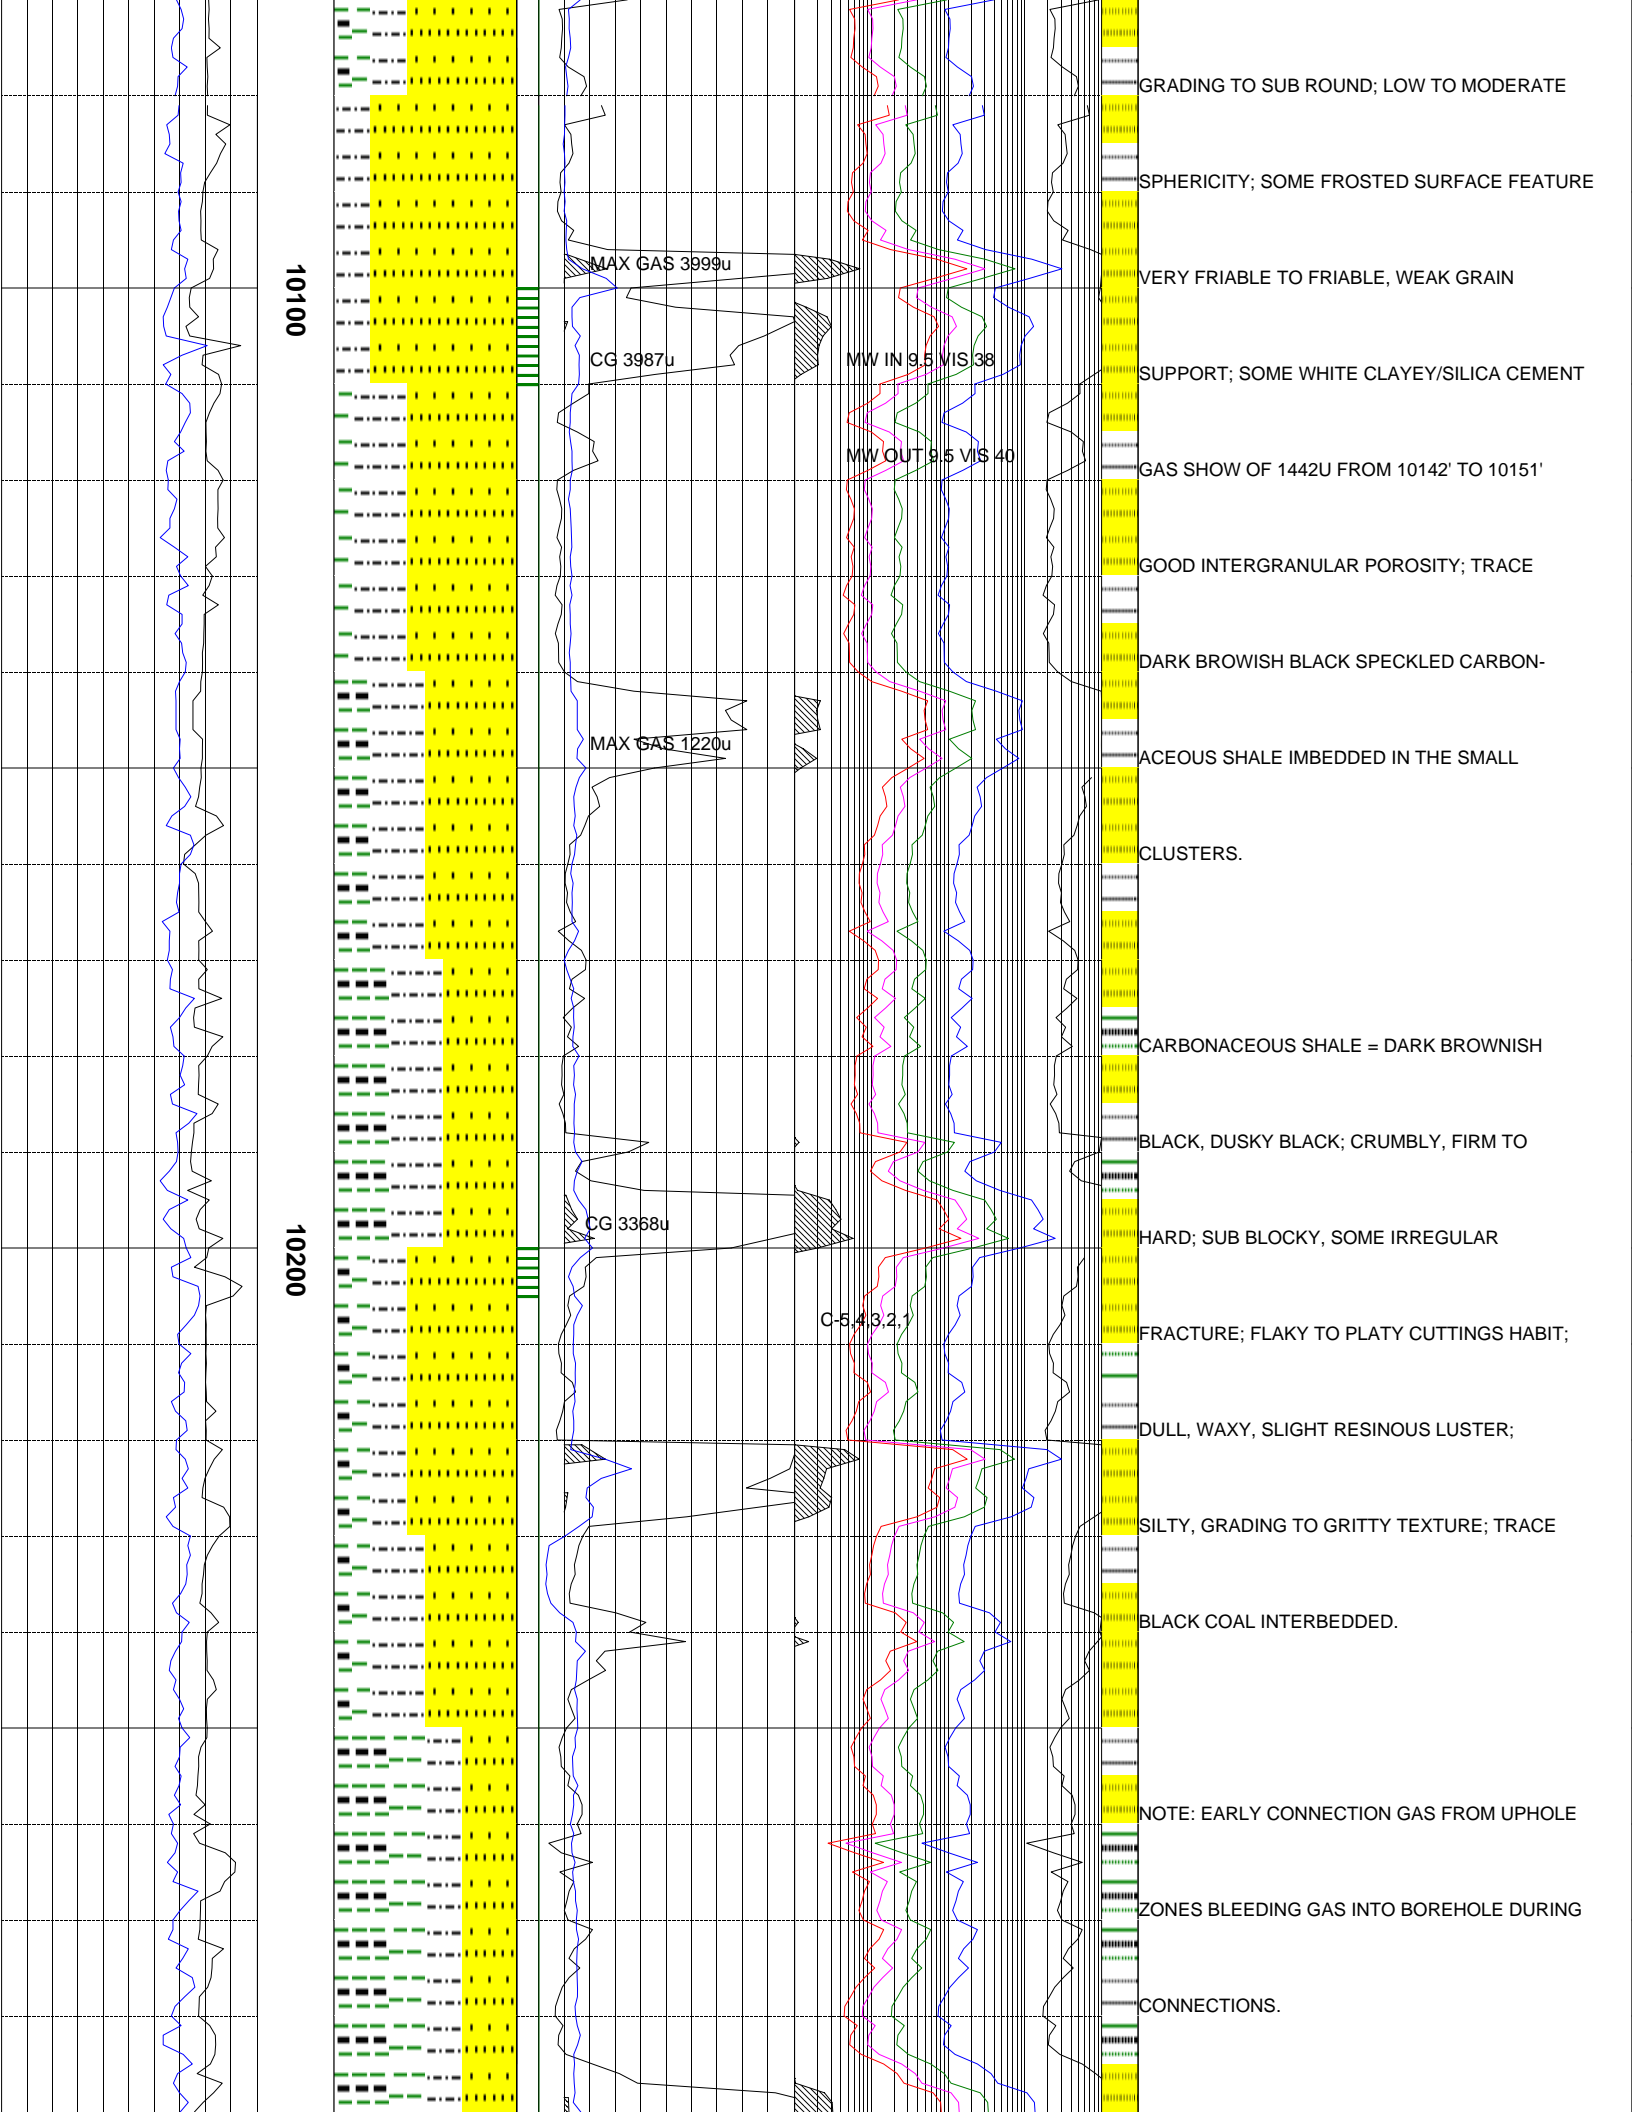 GRADING TO SUB ROUND; LOW TO MODERATE
SPHERICITY; SOME FROSTED SURFACE FEATURE
MAX GAS 3999u
VERY FRIABLE TO FRIABLE, WEAK GRAIN
10100
CG 3987u
MW IN 9.5 VIS 38
SUPPORT; SOME WHITE CLAYEY/SILICA CEMENT
MW OUT 9.5 VIS 40
GAS SHOW OF 1442U FROM 10142' TO 10151'
GOOD INTERGRANULAR POROSITY; TRACE
DARK BROWISH BLACK SPECKLED CARBON-
MAX GAS 1220u
ACEOUS SHALE IMBEDDED IN THE SMALL
CLUSTERS.
CARBONACEOUS SHALE = DARK BROWNISH
BLACK, DUSKY BLACK; CRUMBLY, FIRM TO
CG 3368u
HARD; SUB BLOCKY, SOME IRREGULAR
10200
C-5,4,3,2,1
FRACTURE; FLAKY TO PLATY CUTTINGS HABIT;
DULL, WAXY, SLIGHT RESINOUS LUSTER;
SILTY, GRADING TO GRITTY TEXTURE; TRACE
BLACK COAL INTERBEDDED.
NOTE: EARLY CONNECTION GAS FROM UPHOLE
ZONES BLEEDING GAS INTO BOREHOLE DURING
CONNECTIONS.